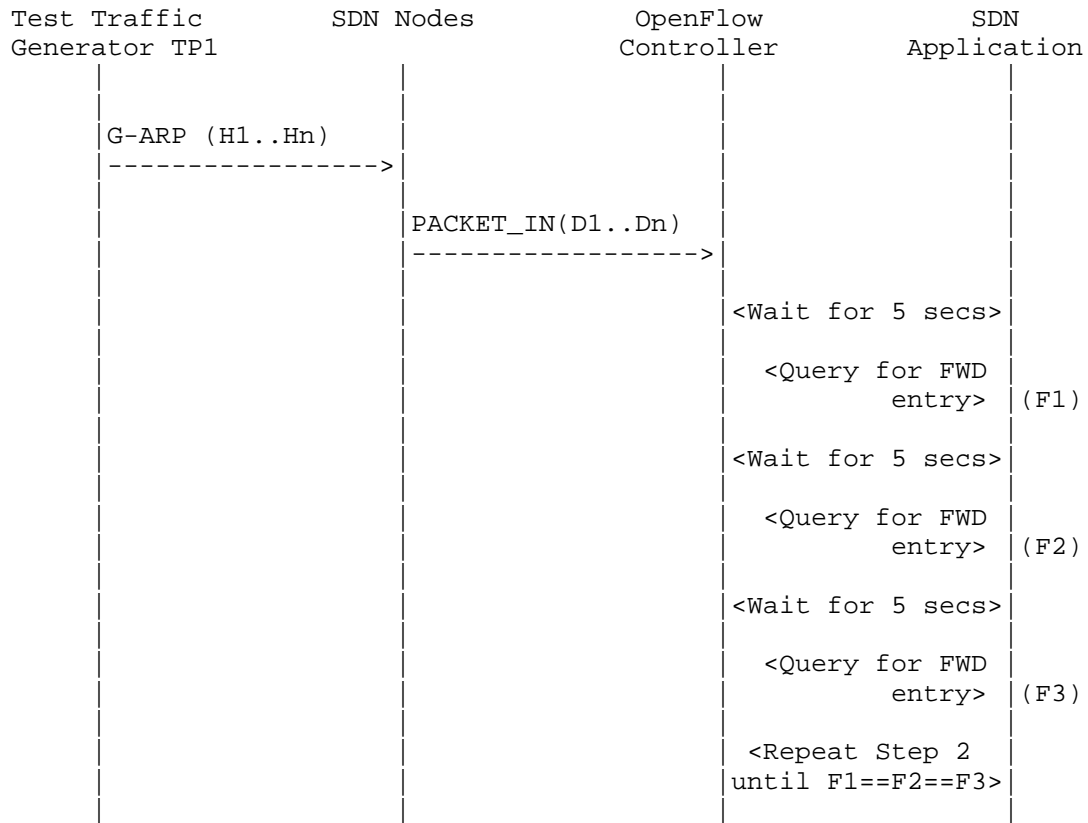 Test Traffic SDN Nodes OpenFlow SDN
Generator TP1 Controller Application
G-ARP (H1..Hn)
PACKET_IN(D1..Dn)
<Wait for 5 secs>
<Query for FWD
entry> (F1)
<Wait for 5 secs>
<Query for FWD
entry> (F2)
<Wait for 5 secs>
<Query for FWD
entry> (F3)
<Repeat Step 2
until F1==F2==F3>